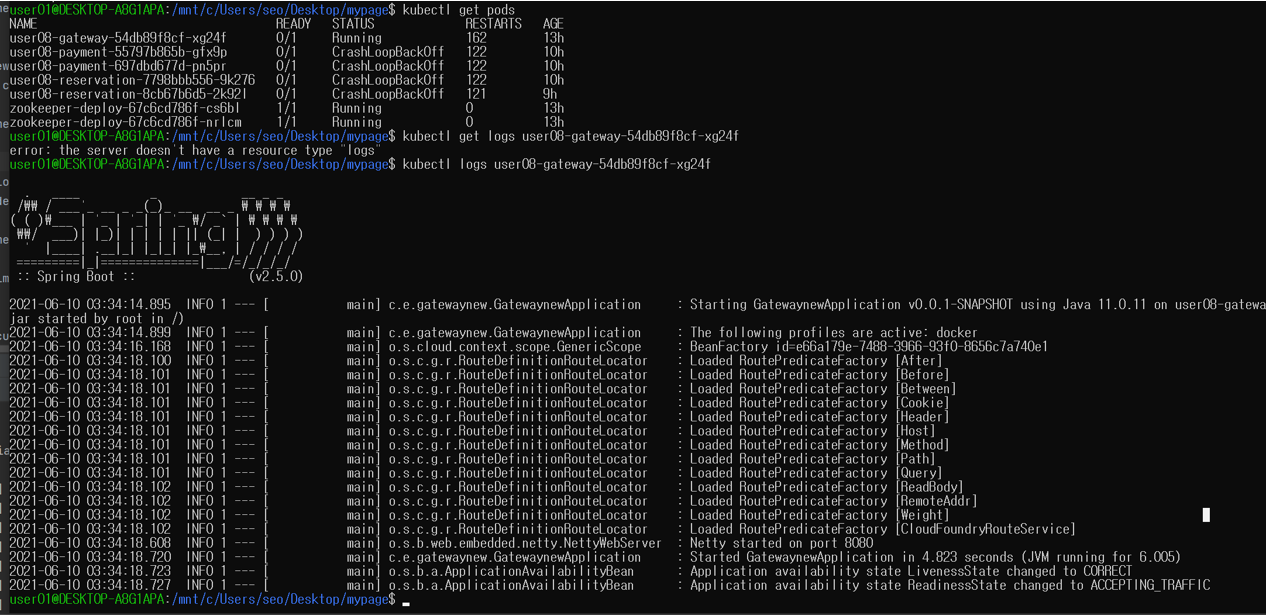 user01@DESKTOP-A8G1APA:/mnt/c/Users/seo/Desktop/mypage$ kubectl get pods
NAME READY STATUS RESTARTS AGE
user08-gateway-54db89f8cf-xg24f 0/1 Running 162 13h
user08-payment-55797b865b-gfx9p 0/1 CrashLoopBackOff 122 10h
user08-payment-697dbd677d-pn5pr 0/1 CrashLoopBackOff 122 10h
user08-reservation-7798bbb556-9k276 0/1 CrashLoopBackOff 122 10h
user08-reservation-8cb67b6d5-2k92l 0/1 CrashLoopBackOff 121 9h
zookeeper-deploy-67c6cd786f-cs6bl 1/1 Running 0 13h
zookeeper-deploy-67c6cd786f-nrlcm 1/1 Running 0 13h
user01@DESKTOP-A8G1APA:/mnt/c/Users/seo/Desktop/mypage$ kubectl get logs user08-gateway-54db89f8cf-xg24f
error: the server doesn't have a resource type "logs"
user01@DESKTOP-A8G1APA:/mnt/c/Users/seo/Desktop/mypage$ kubectl logs user08-gateway-54db89f8cf-xg24f
Spring
:: Spring Boot :: (v2.5.0)
2021-06-10 03:34:14.895 INFO 1 --- [ main] c.e.gatewaynew.GatewaynewApplication : Starting GatewaynewApplication v0.0.1-SNAPSHOT using Java 11.0.11 on user08-gatewa
jar started by root in /)
2021-06-10 03:34:14.899 INFO 1 --- [ main] c.e.gatewaynew.GatewaynewApplication : The following profiles are active: docker
2021-06-10 03:34:16.168 INFO 1 --- [ main] o.s.cloud.context.scope.GenericScope : BeanFactory id=e66a179e-7488-3966-93f0-8656c7a740e1
2021-06-10 03:34:18.100 INFO 1 --- [ main] o.s.c.g.r.RouteDefinitionRouteLocator : Loaded RoutePredicateFactory [After]
2021-06-10 03:34:18.101 INFO 1 --- [ main] o.s.c.g.r.RouteDefinitionRouteLocator : Loaded RoutePredicateFactory [Before]
2021-06-10 03:34:18.101 INFO 1 --- [ main] o.s.c.g.r.RouteDefinitionRouteLocator : Loaded RoutePredicateFactory [Between]
2021-06-10 03:34:18.101 INFO 1 --- [ main] o.s.c.g.r.RouteDefinitionRouteLocator : Loaded RoutePredicateFactory [Cookie]
2021-06-10 03:34:18.101 INFO 1 --- [ main] o.s.c.g.r.RouteDefinitionRouteLocator : Loaded RoutePredicateFactory [Header]
2021-06-10 03:34:18.101 INFO 1 --- [ main] o.s.c.g.r.RouteDefinitionRouteLocator : Loaded RoutePredicateFactory [Host]
2021-06-10 03:34:18.101 INFO 1 --- [ main] o.s.c.g.r.RouteDefinitionRouteLocator : Loaded RoutePredicateFactory [Method]
2021-06-10 03:34:18.101 INFO 1 --- [ main] o.s.c.g.r.RouteDefinitionRouteLocator : Loaded RoutePredicateFactory [Path]
2021-06-10 03:34:18.101 INFO 1 --- [ main] o.s.c.g.r.RouteDefinitionRouteLocator : Loaded RoutePredicateFactory [Query]
2021-06-10 03:34:18.102 INFO 1 --- [ main] o.s.c.g.r.RouteDefinitionRouteLocator : Loaded RoutePredicateFactory [ReadBody]
2021-06-10 03:34:18.102 INFO 1 --- [ main] o.s.c.g.r.RouteDefinitionRouteLocator : Loaded RoutePredicateFactory [RemoteAddr]
2021-06-10 03:34:18.102 INFO 1 --- [ main] o.s.c.g.r.RouteDefinitionRouteLocator : Loaded RoutePredicateFactory [Weight]
2021-06-10 03:34:18.102 INFO 1 --- [ main] o.s.c.g.r.RouteDefinitionRouteLocator : Loaded RoutePredicateFactory [CloudFoundryRouteService]
2021-06-10 03:34:18.608 INFO 1 --- [ main] o.s.b.web.embedded.netty.NettyWebServer : Netty started on port 8080
2021-06-10 03:34:18.720 INFO 1 --- [ main] c.e.gatewaynew.GatewaynewApplication : Started GatewaynewApplication in 4.823 seconds (JVM running for 6.005)
2021-06-10 03:34:18.723 INFO 1 --- [ main] o.s.b.a.ApplicationAvailabilityBean : Application availability state LivenessState changed to CORRECT
2021-06-10 03:34:18.727 INFO 1 --- [ main] o.s.b.a.ApplicationAvailabilityBean : Application availability state ReadinessState changed to ACCEPTING_TRAFFIC
user01@DESKTOP-A8G1APA:/mnt/c/Users/seo/Desktop/mypage$